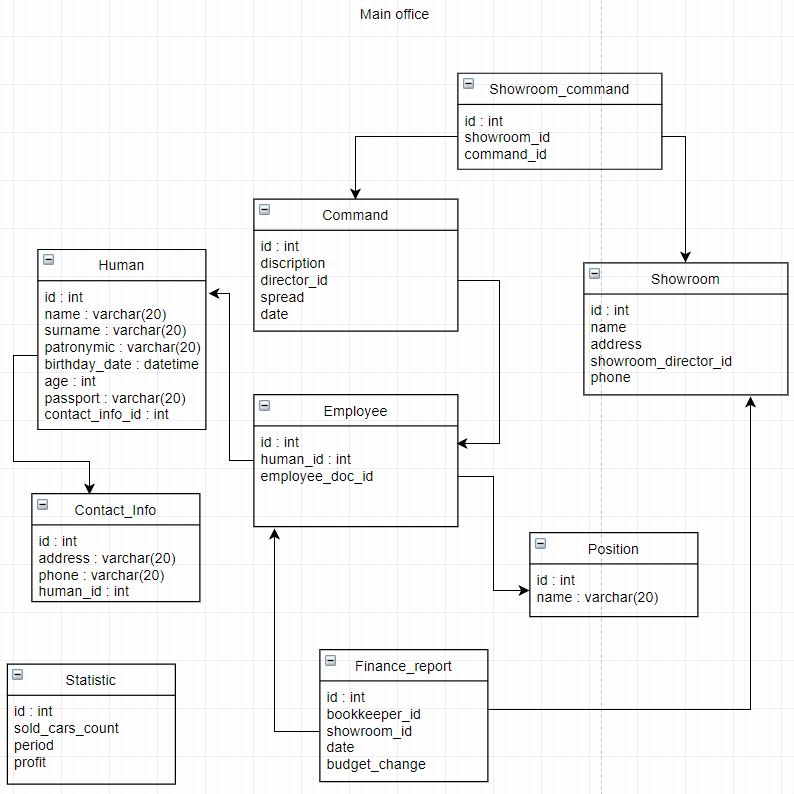 Main office
Showroom_command
id : int
showroom_id
command_id
Command
id : int
discription
director_id
spread
date
Human
id : int
name : varchar(20)
surname : varchar(20)
patronymic : varchar(20)
birthday_date : datetime
age : int
passport : varchar(20)
contact_info_id : int
Showroom
id : int
name
address
showroom_director_id
phone
Employee
id : int
human_id : int
employee_doc_id
Contact_Info
id : int
address : varchar(20)
phone : varchar(20)
human_id : int
Position
id : int
name : varchar(20)
Statistic
id : int
sold_cars_count
period
profit
Finance_report
id : int
bookkeeper_id
showroom_id
date
budget_change